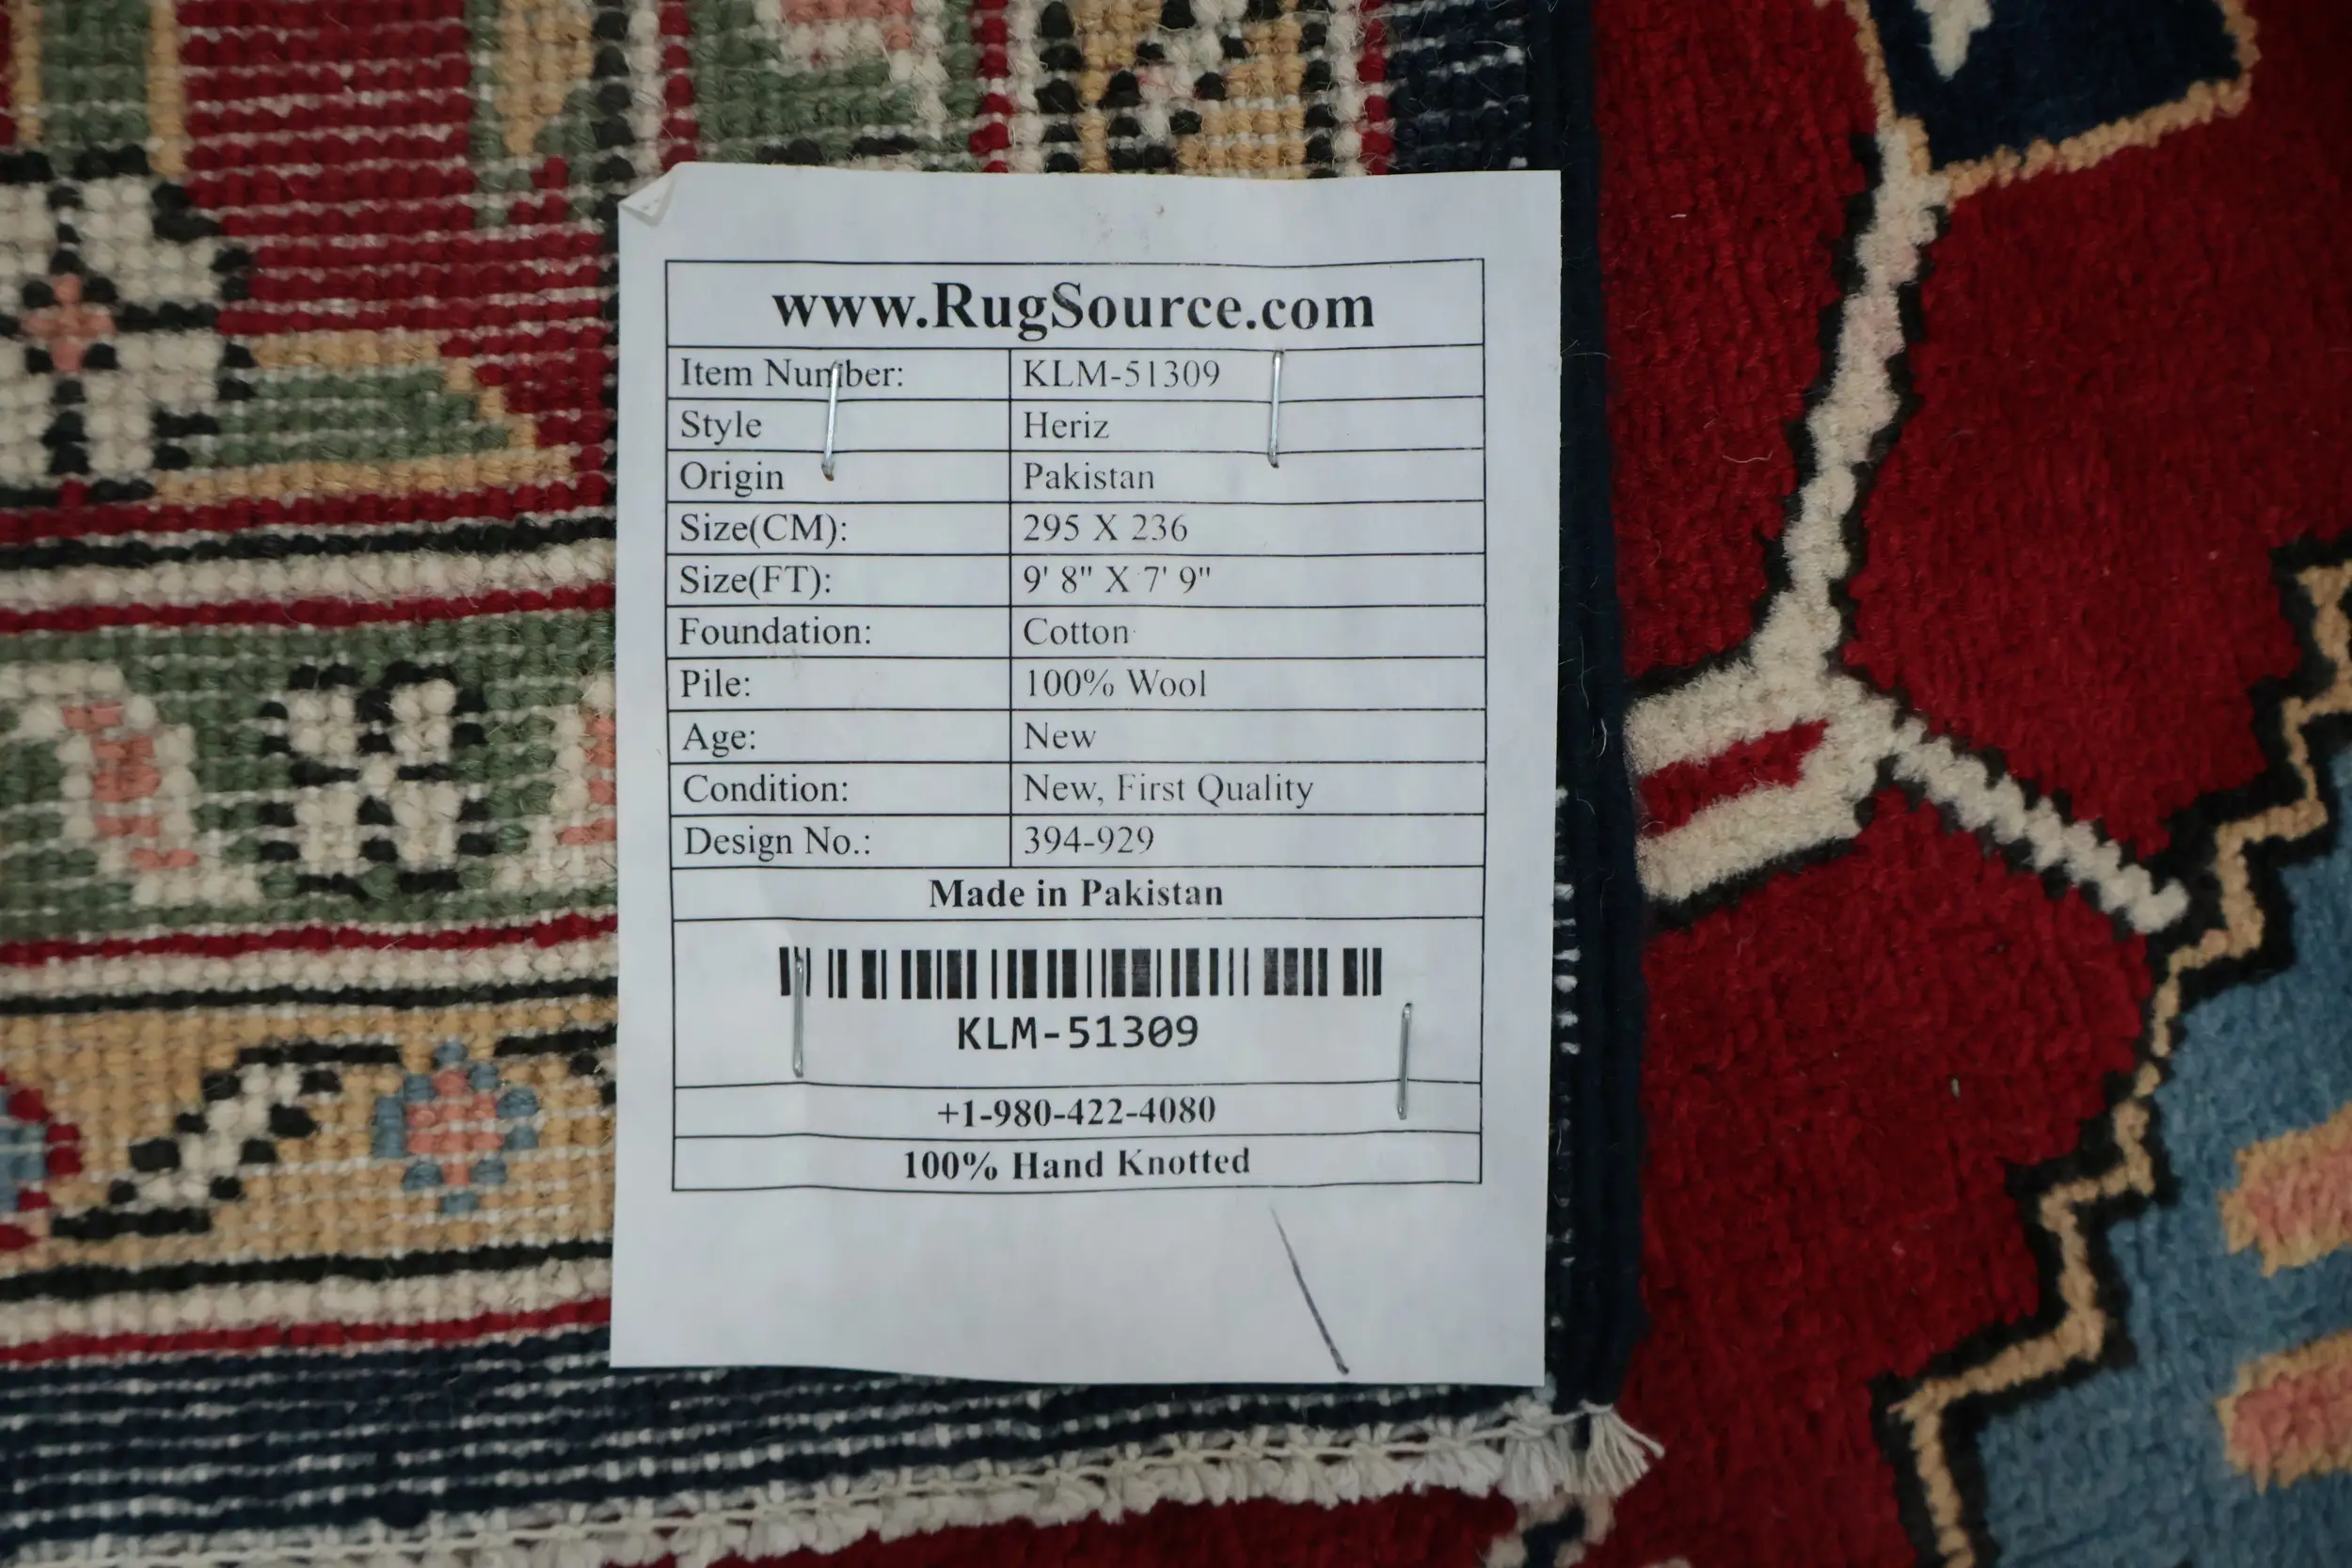 www.RugSource.com
Item Number: KLM-51309
Style Heriz
Origin Pakistan
Size(CM): 295 X 236
Size(FT): 9' 8" X 7' 9"
Foundation: Cotton
Pile: 100% Wool
Age: New
Condition: New, First Quality
Design No.: 394-929
Made in Pakistan
KLM-51309
+1-980-422-4080
100% Hand Knotted